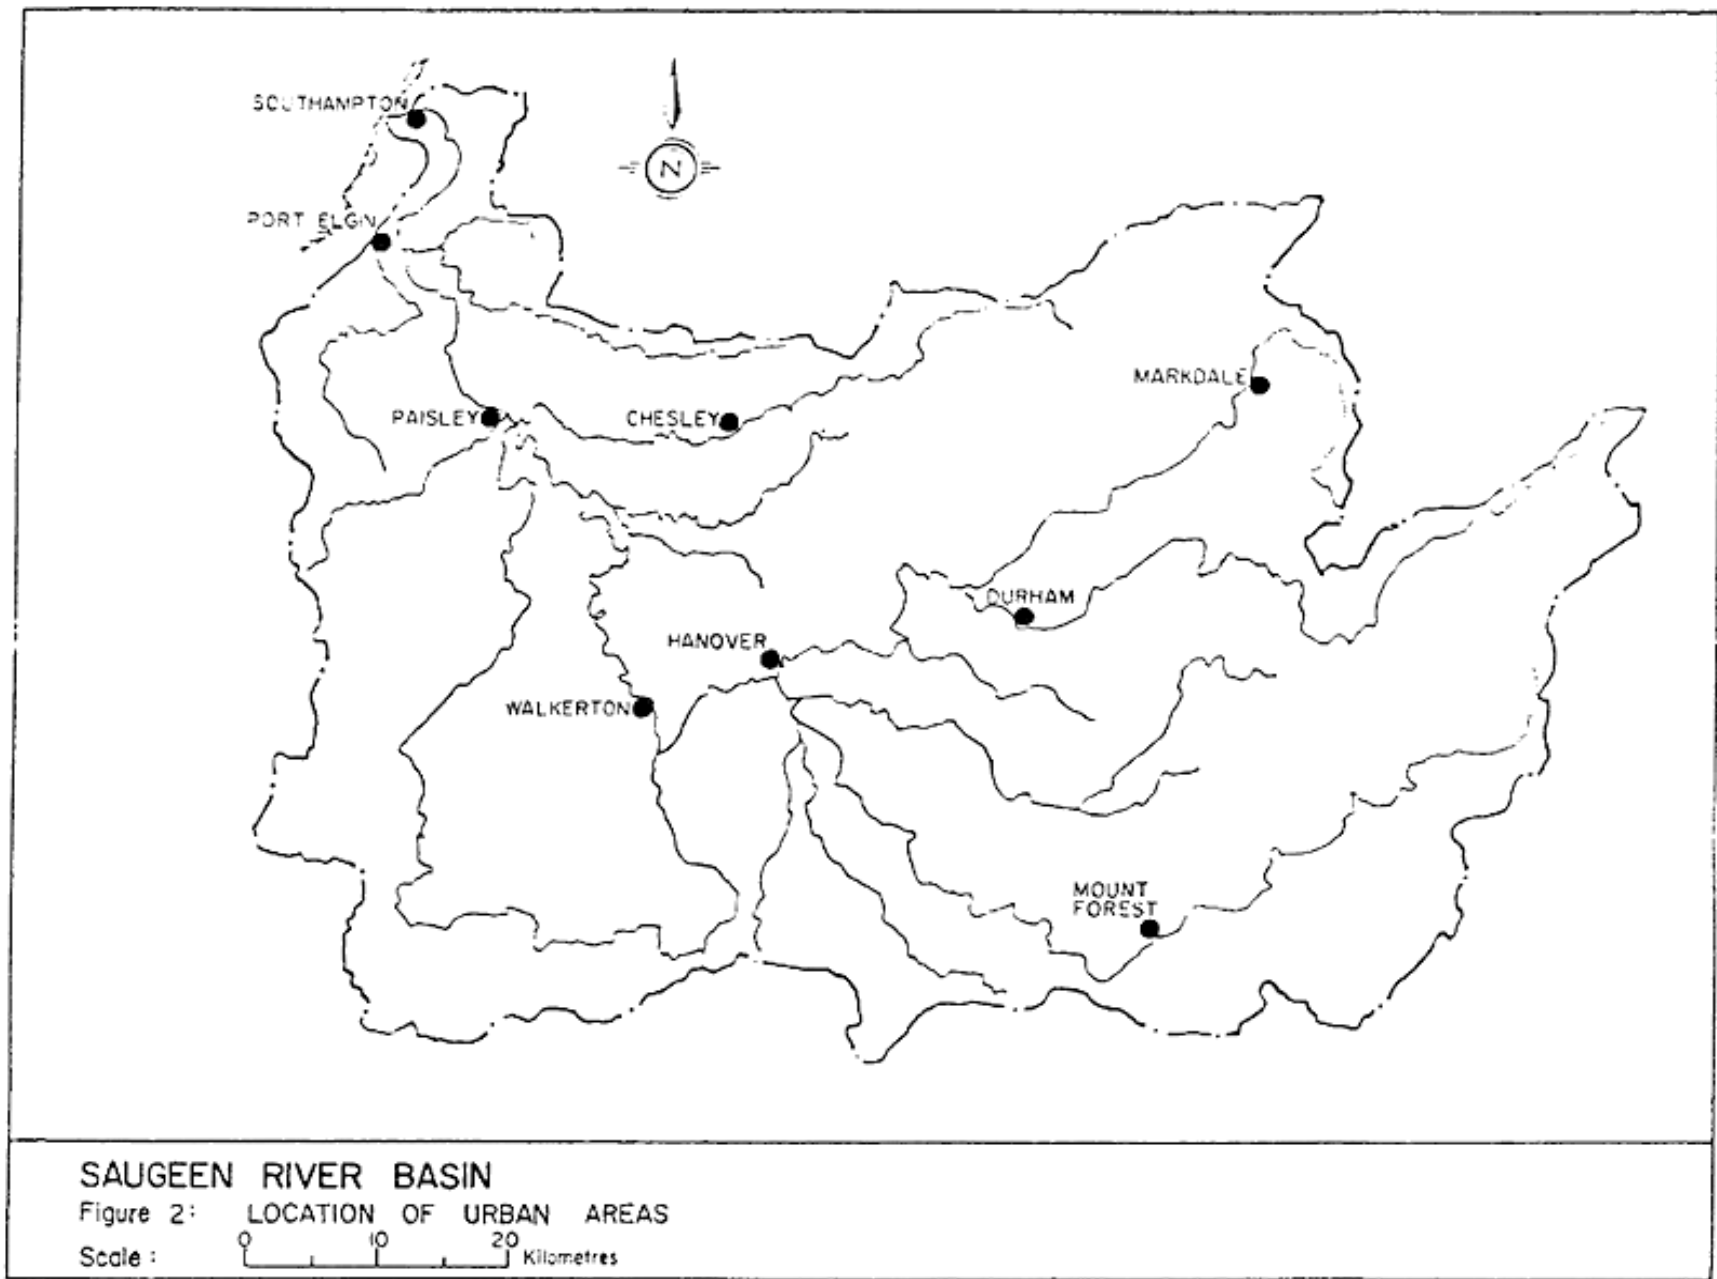 SOUTHAMPTON
N
PORT ELGIN
MARKDALE
PAISLEY
CHESLEY
DURHAM
HANOVER
WALKERTON
MOUNT
FOREST
SAUGEEN RIVER BASIN
Figure 2: LOCATION OF URBAN AREAS
0 10 20
Scale : Kilometres